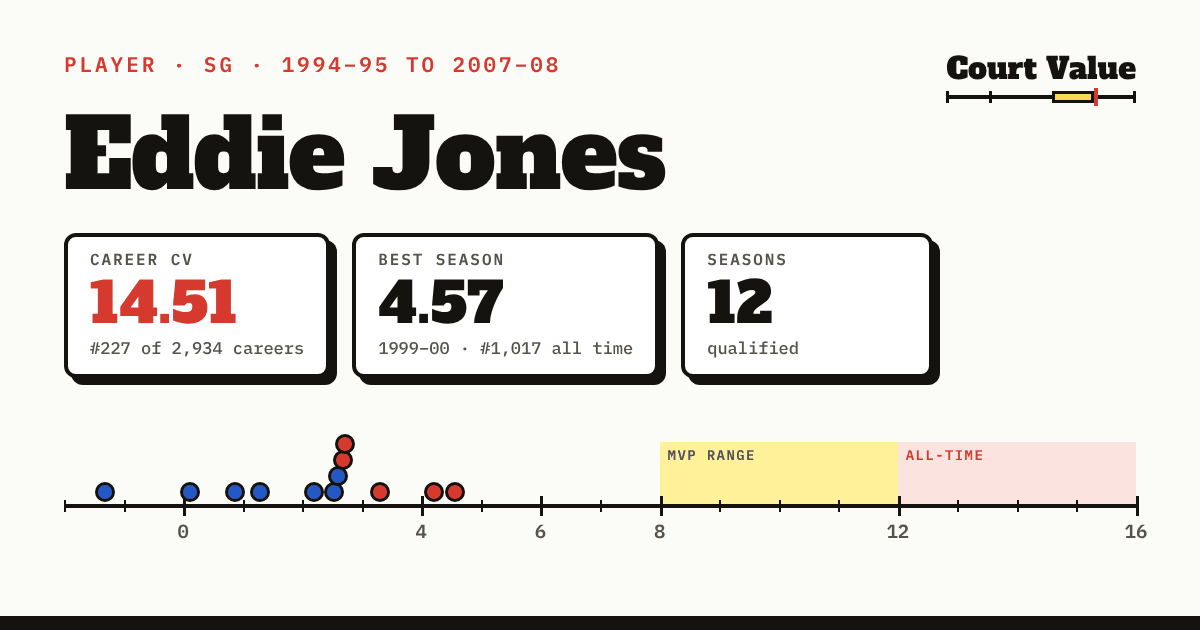 PLAYER · SG · 1994–95 TO 2007–08
Court Value
Eddie Jones
CAREER CV
14.51
#227 of 2,934 careers
BEST SEASON
4.57
1999–00 · #1,017 all time
SEASONS
12
qualified
MVP RANGE
ALL-TIME
0 4 6 8 12 16